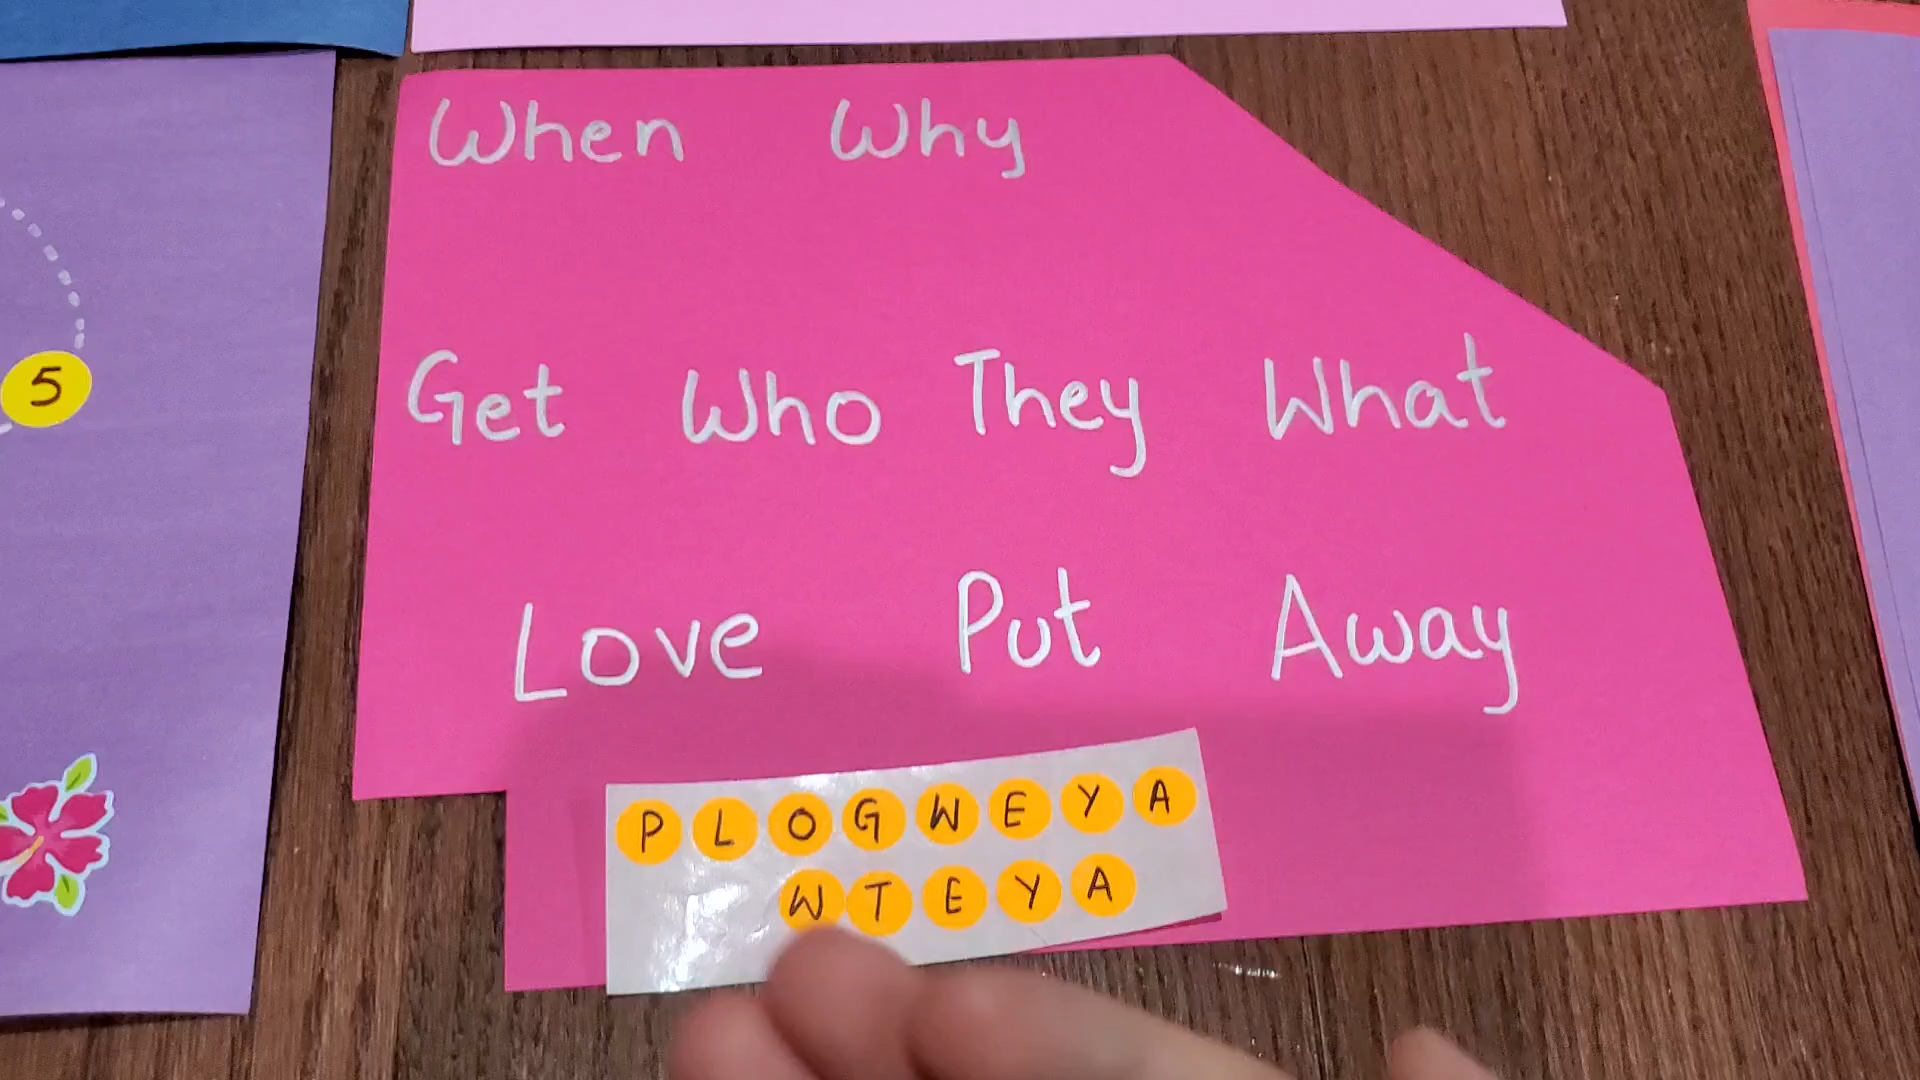 When Why
5
Get Who They What
Love Put Away
P L O G W E Y A
W T E Y A